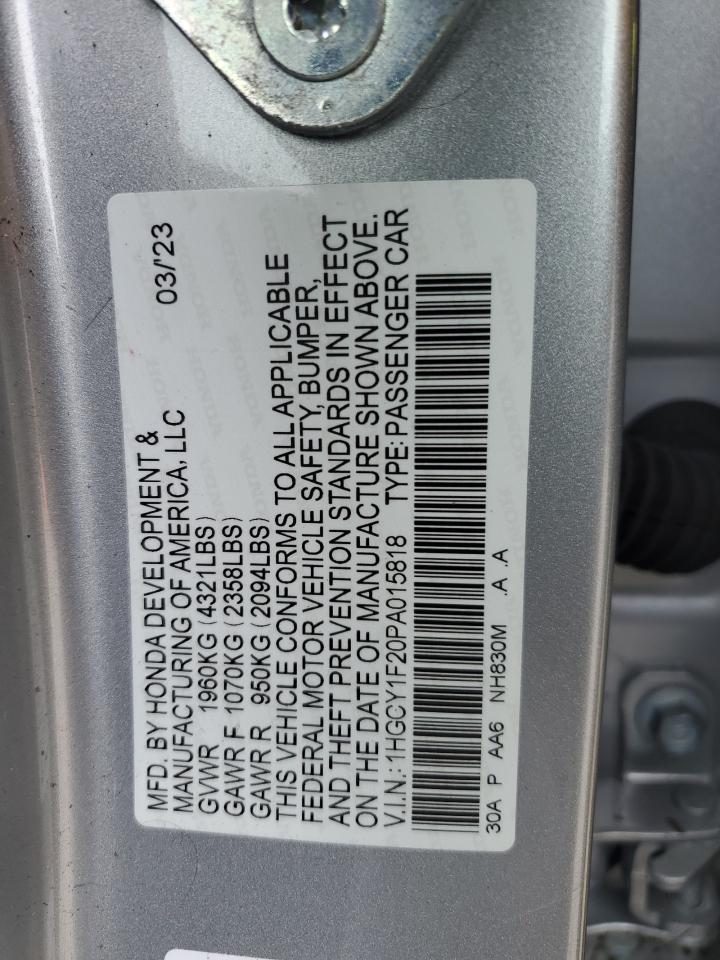 MFD. BY HONDA DEVELOPMENT & 03/'23
MANUFACTURING OF AMERICA, LLC
GVWR 1960KG (4321LBS)
GAWR F 1070KG (2358LBS)
GAWR R 950KG (2094LBS)
THIS VEHICLE CONFORMS TO ALL APPLICABLE
FEDERAL MOTOR VEHICLE SAFETY, BUMPER,
AND THEFT PREVENTION STANDARDS IN EFFECT
ON THE DATE OF MANUFACTURE SHOWN ABOVE.
V.I.N.: 1HGCY1F20PA015818 TYPE: PASSENGER CAR
30A P AA6 NH830M .A .A